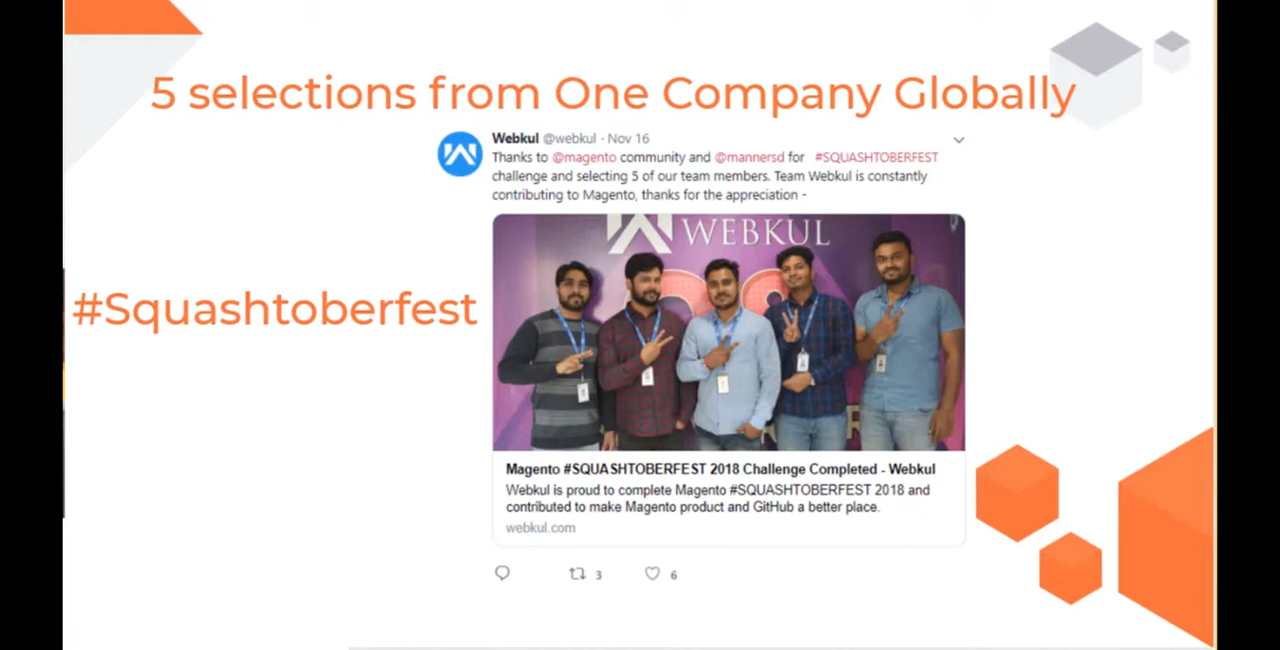 5 selections from One Company Globally
Webkul @webkul · Nov 16
Thanks to @magento community and @mannersd for #SQUASHTOBERFEST
challenge and selecting 5 of our team members. Team Webkul is constantly
contributing to Magento, thanks for the appreciation -
WEBKUL
#Squashtoberfest
Magento #SQUASHTOBERFEST 2018 Challenge Completed - Webkul
Webkul is proud to complete Magento #SQUASHTOBERFEST 2018 and
contributed to make Magento product and GitHub a better place.
webkul.com
3 6